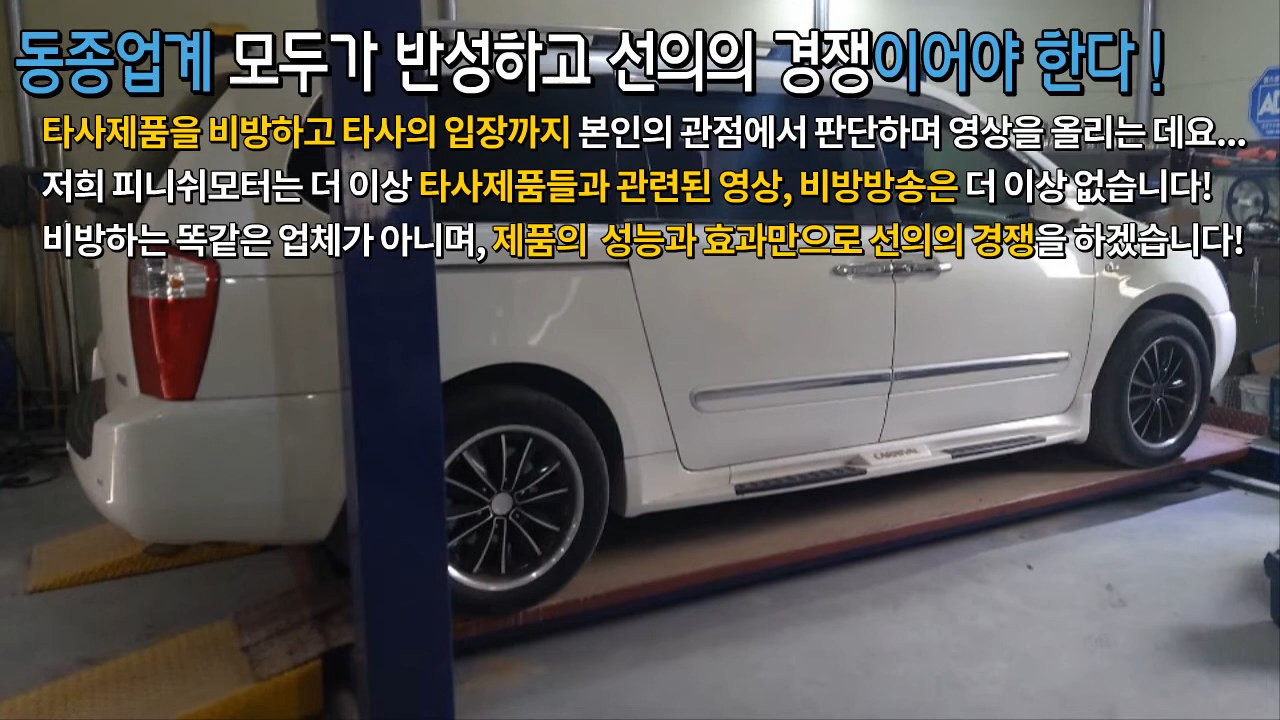 동종업계 모두가 반성하고 선의의 경쟁이어야 한다!
타사제품을 비방하고 타사의 입장까지 본인의 관점에서 판단하며 영상을 올리는 데요...
저희 피니쉬모터는 더 이상 타사제품들과 관련된 영상, 비방방송은 더 이상 없습니다!
비방하는 똑같은 업체가 아니며, 제품의 성능과 효과만으로 선의의 경쟁을 하겠습니다!
CARNIVAL